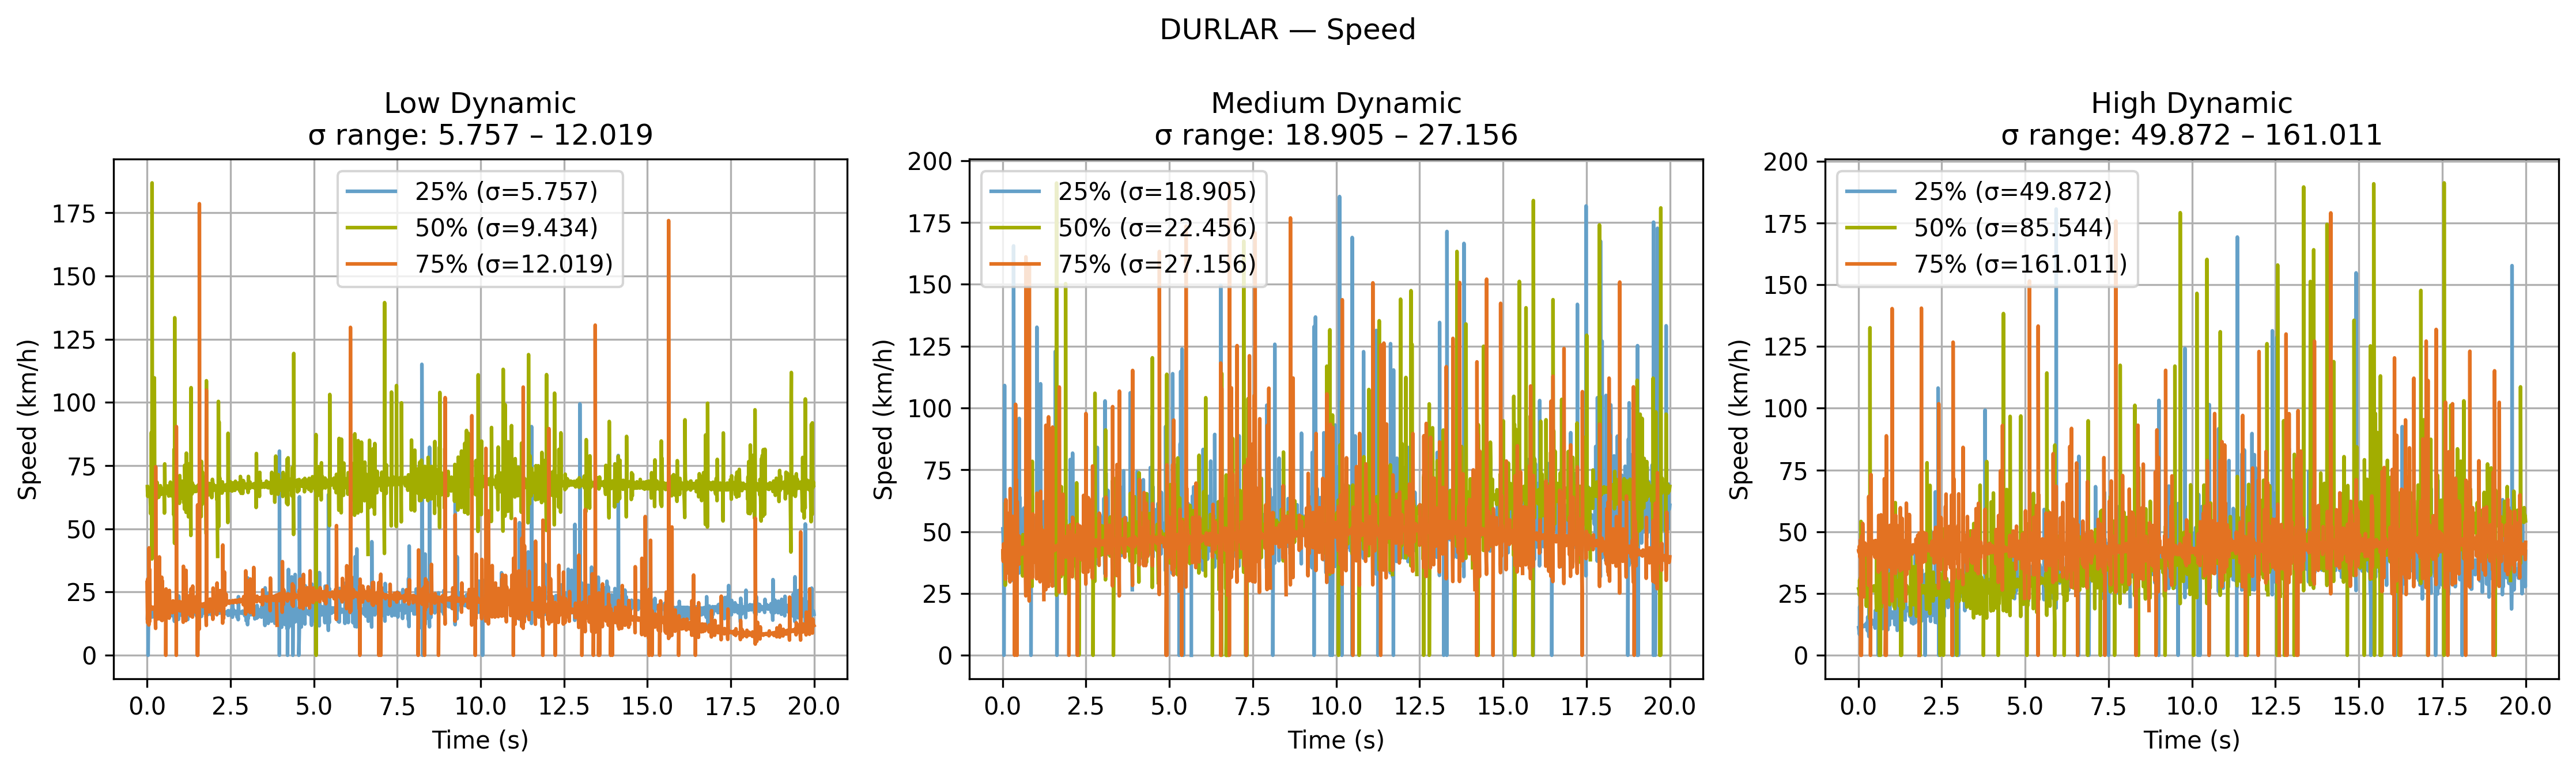 DURLAR — Speed
Low Dynamic
σ range: 5.757 – 12.019
25% (σ=5.757)
50% (σ=9.434)
75% (σ=12.019)
Speed (km/h)
175
150
125
100
75
50
25
0
0.0 2.5 5.0 7.5 10.0 12.5 15.0 17.5 20.0
Time (s)
Medium Dynamic
σ range: 18.905 – 27.156
25% (σ=18.905)
50% (σ=22.456)
75% (σ=27.156)
Speed (km/h)
200
175
150
125
100
75
50
25
0
0.0 2.5 5.0 7.5 10.0 12.5 15.0 17.5 20.0
Time (s)
High Dynamic
σ range: 49.872 – 161.011
25% (σ=49.872)
50% (σ=85.544)
75% (σ=161.011)
Speed (km/h)
200
175
150
125
100
75
50
25
0
0.0 2.5 5.0 7.5 10.0 12.5 15.0 17.5 20.0
Time (s)